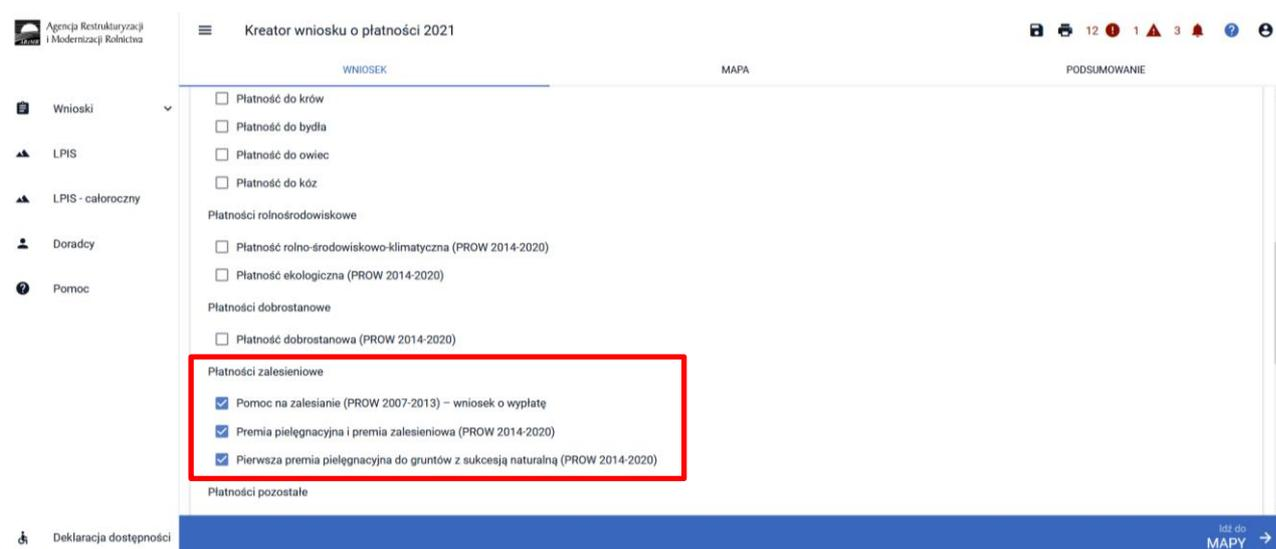 Agencja Restrukturyzacji
i Modernizacji Rolnictwa
ARiMR
Kreator wniosku o płatności 2021
12 1 3
WNIOSEK MAPA PODSUMOWANIE
Wnioski
LPIS
LPIS - całoroczny
Doradcy
Pomoc
Deklaracja dostępności
Płatność do krów
Płatność do bydła
Płatność do owiec
Płatność do kóz
Płatności rolnośrodowiskowe
Płatność rolno-środowiskowo-klimatyczna (PROW 2014-2020)
Płatność ekologiczna (PROW 2014-2020)
Płatności dobrostanowe
Płatność dobrostanowa (PROW 2014-2020)
Płatności zalesieniowe
Pomoc na zalesianie (PROW 2007-2013) – wniosek o wypłatę
Premia pielęgnacyjna i premia zalesieniowa (PROW 2014-2020)
Pierwsza premia pielęgnacyjna do gruntów z sukcesją naturalną (PROW 2014-2020)
Płatności pozostałe
Idź do
MAPY